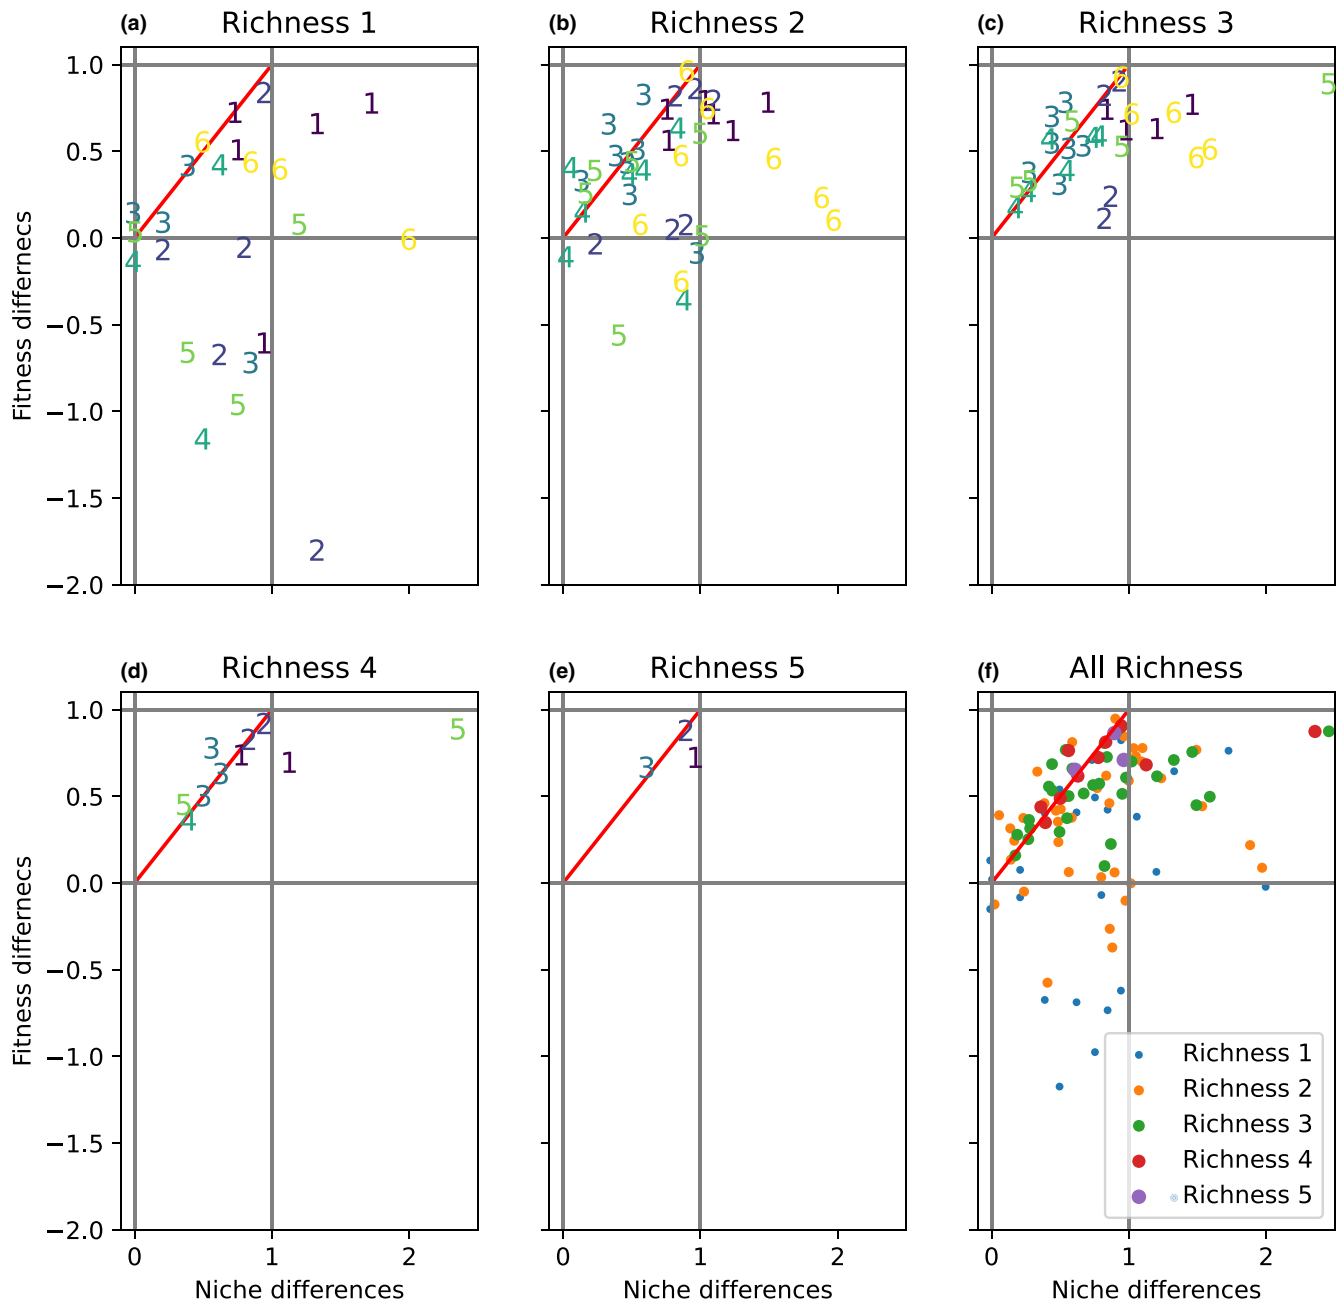 (a) Richness 1
(b) Richness 2
(c) Richness 3
1.0
0.5
0.0
−0.5
−1.0
−1.5
−2.0
Fitness differnecs
(d) Richness 4
(e) Richness 5
(f) All Richness
1.0
0.5
0.0
−0.5
−1.0
−1.5
−2.0
Fitness differnecs
0 1 2
Niche differences
0 1 2
Niche differences
0 1 2
Niche differences
Richness 1
Richness 2
Richness 3
Richness 4
Richness 5